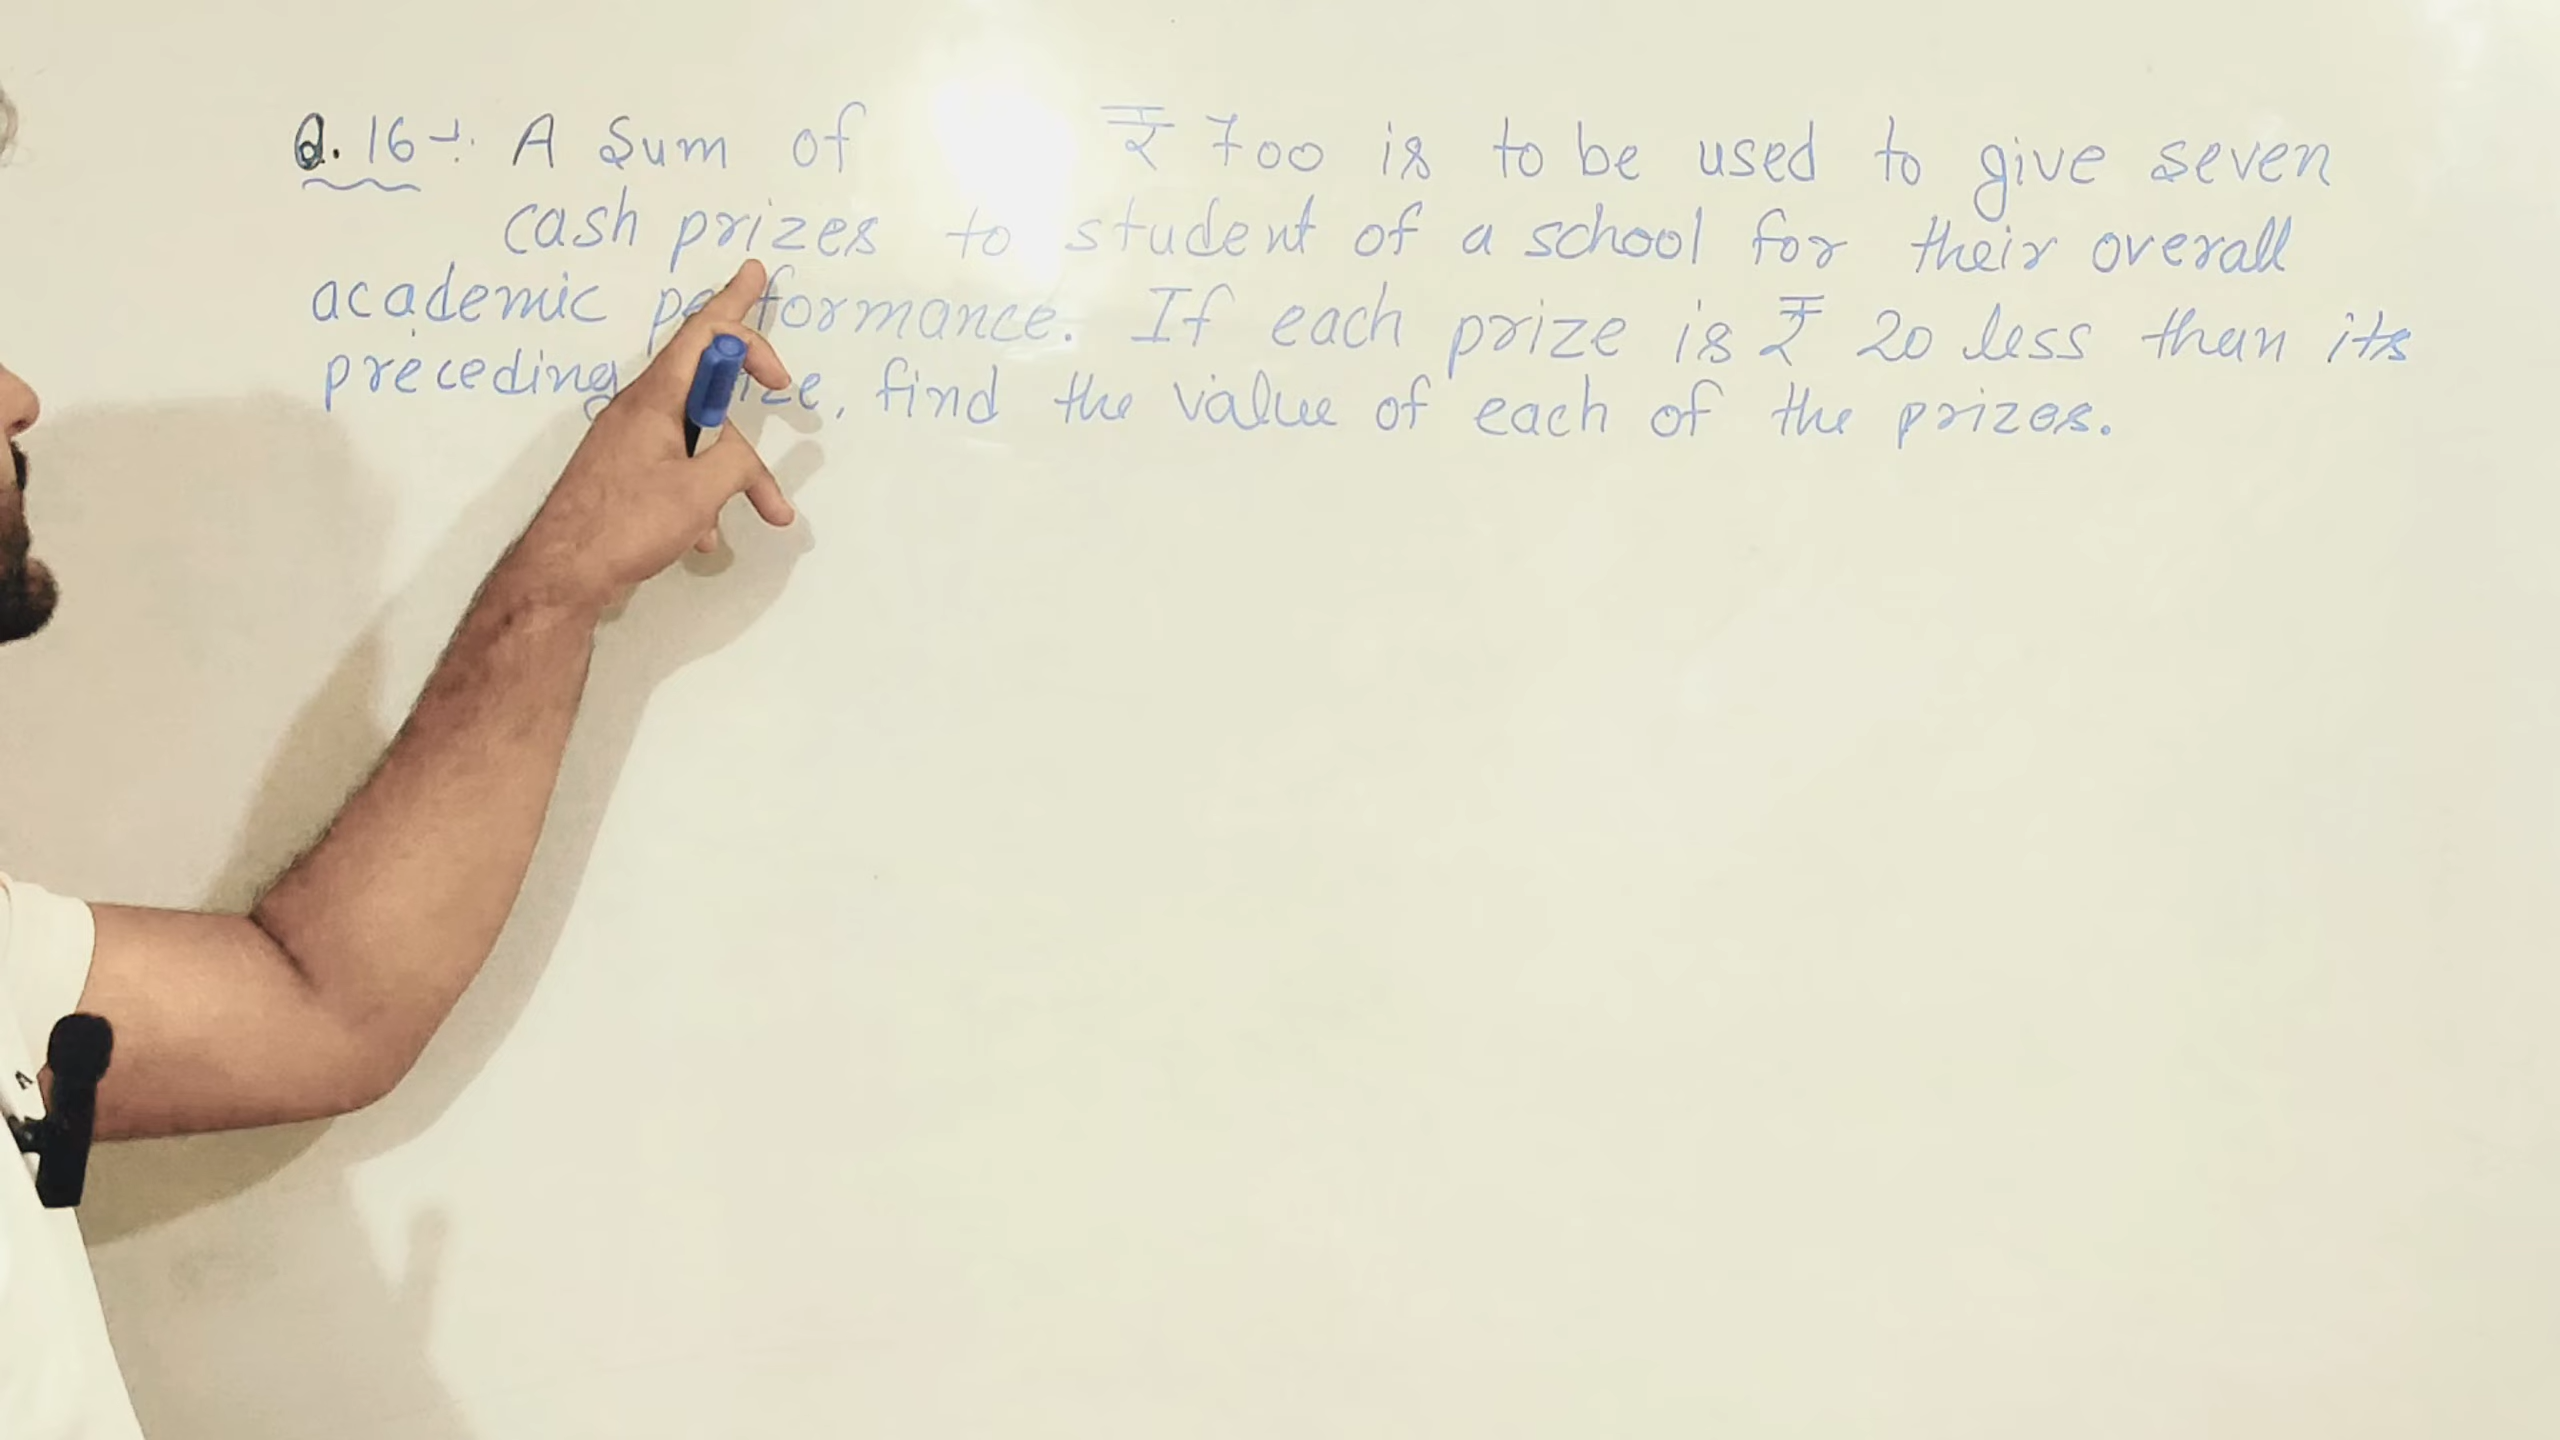 Q. 16 -: A Sum of ₹ 700 is to be used to give seven
cash prizes to student of a school for their overall
academic performance. If each prize is ₹ 20 less than its
preceding find the value of each of the prizes.
A